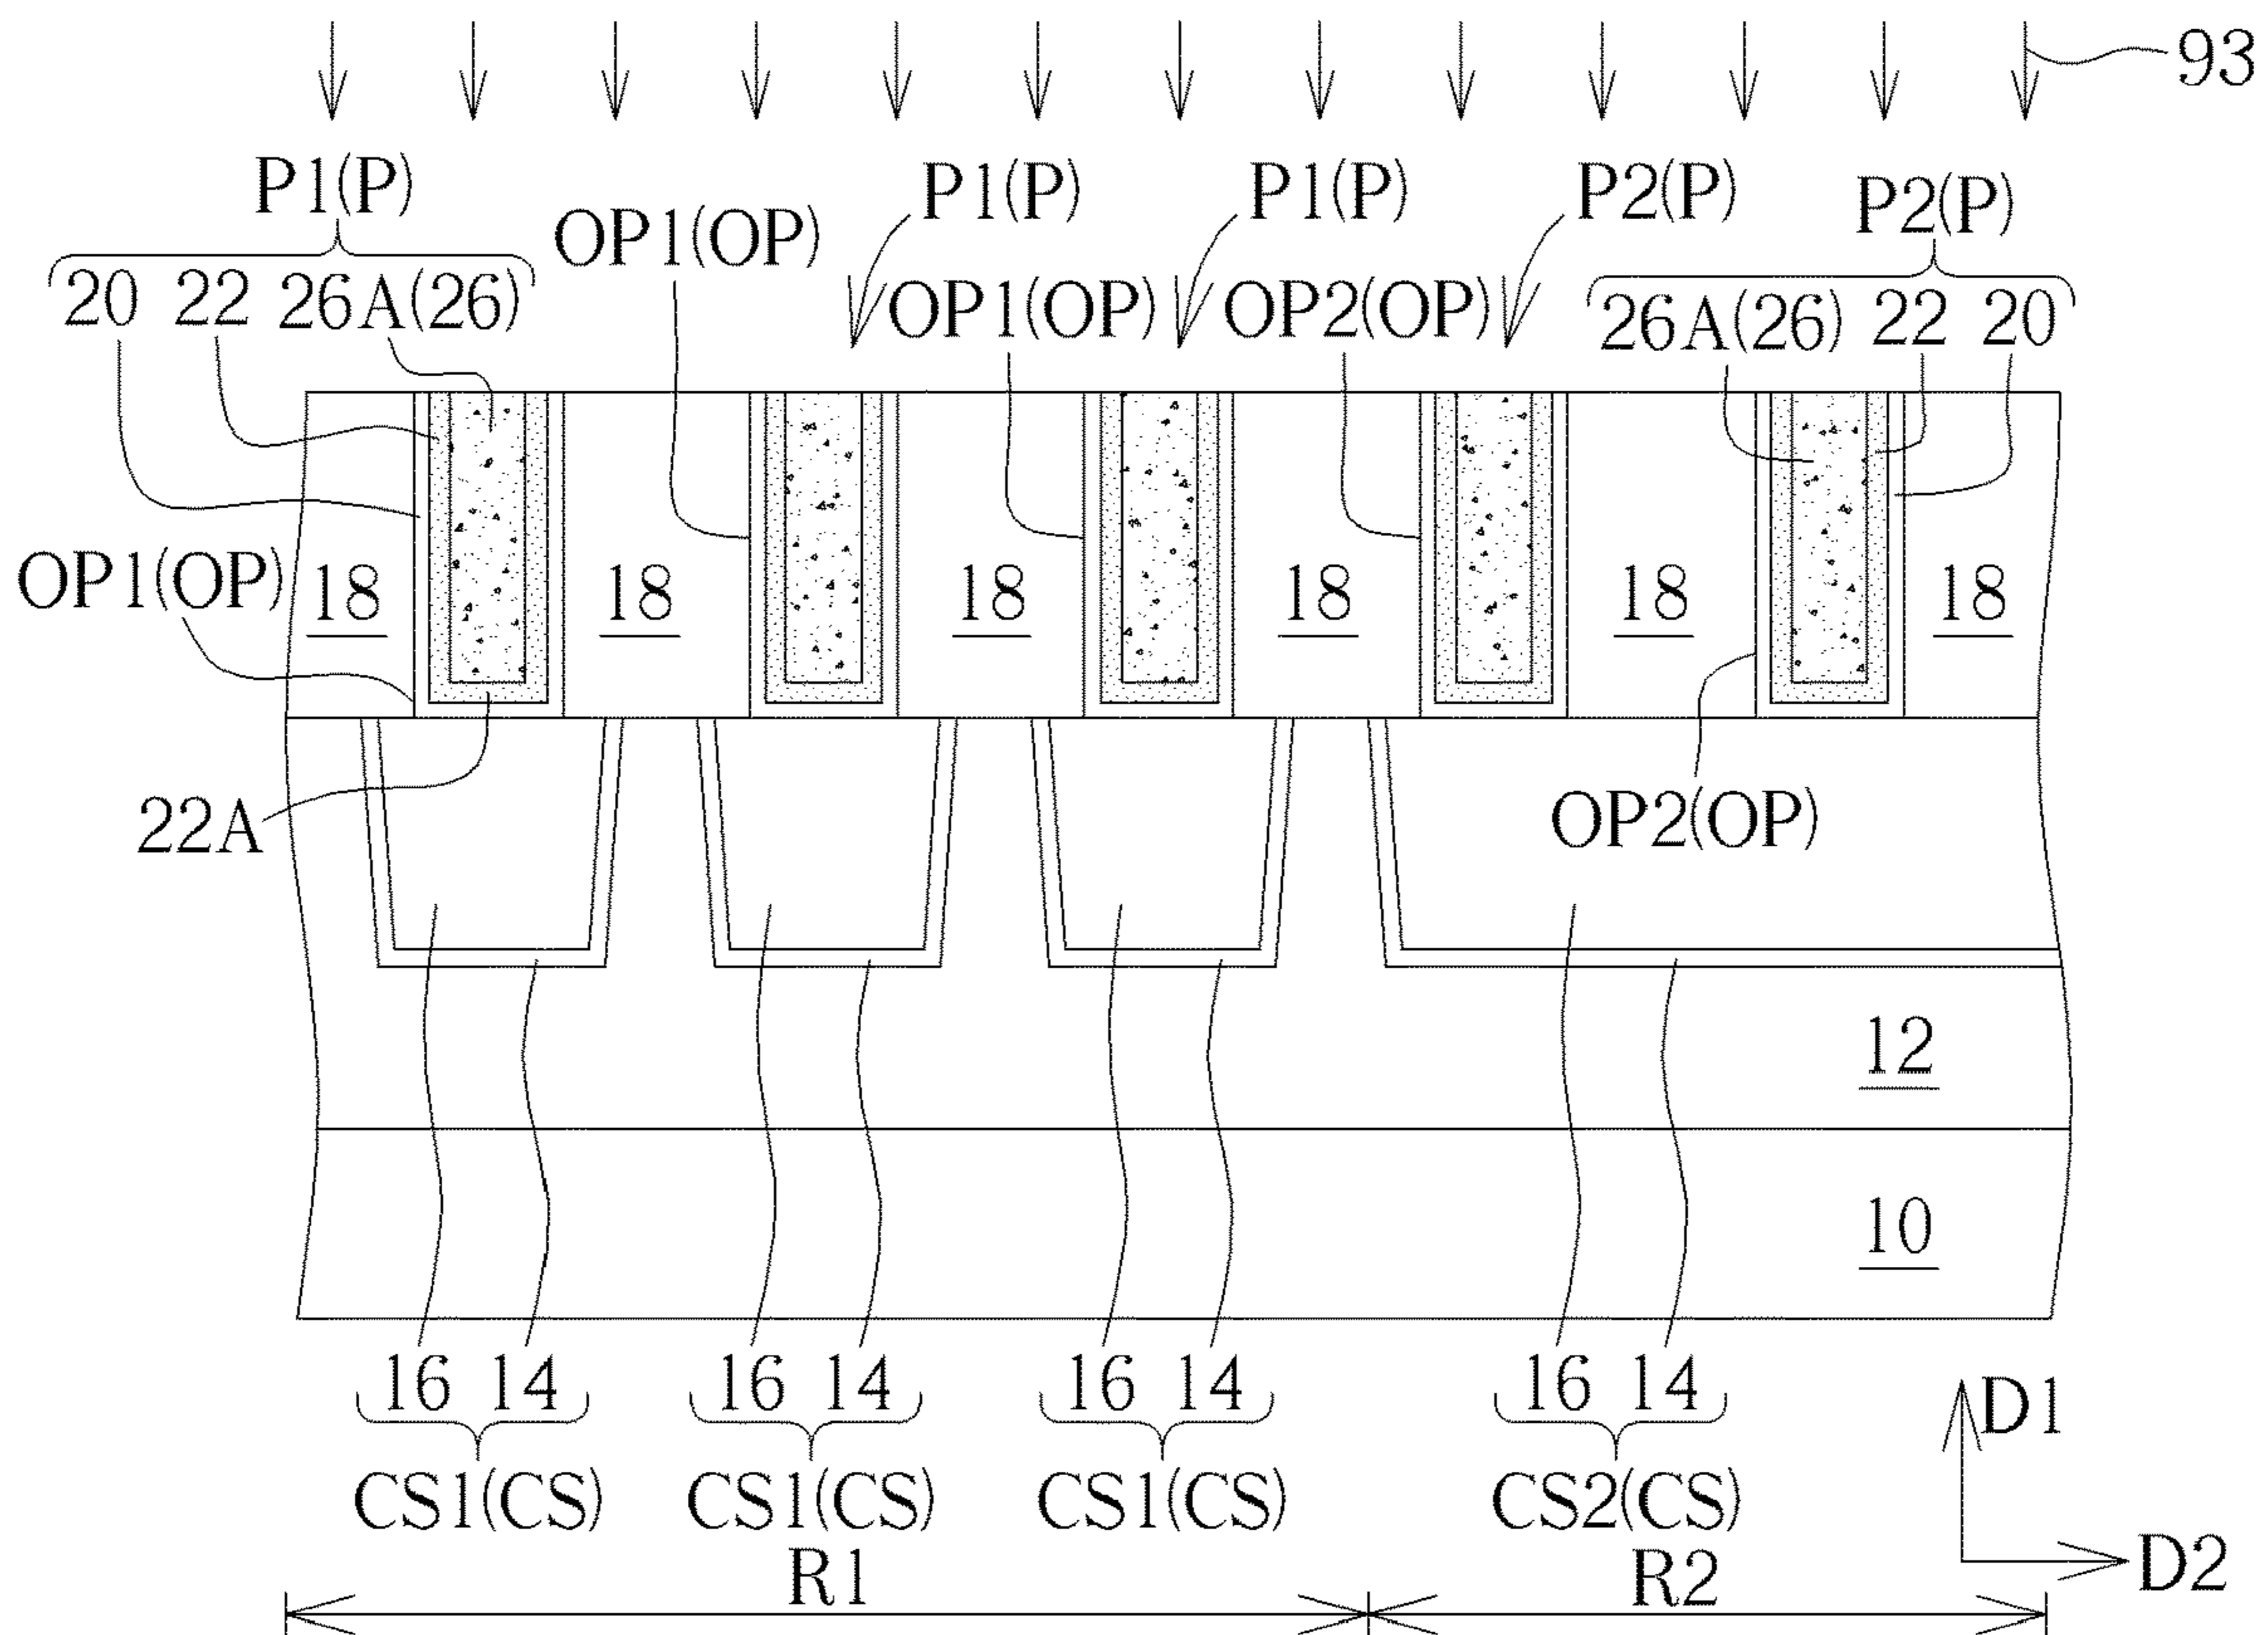 93
P1(P) P1(P) P1(P) P2(P) P2(P)
OP1(OP)
20 22 26A(26) OP1(OP) OP2(OP) 26A(26) 22 20
OP1(OP) 18 18 18 18 18 18
22A OP2(OP)
12
10
16 14 16 14 16 14 16 14
D1
CS1(CS) CS1(CS) CS1(CS) CS2(CS)
R1 R2 D2